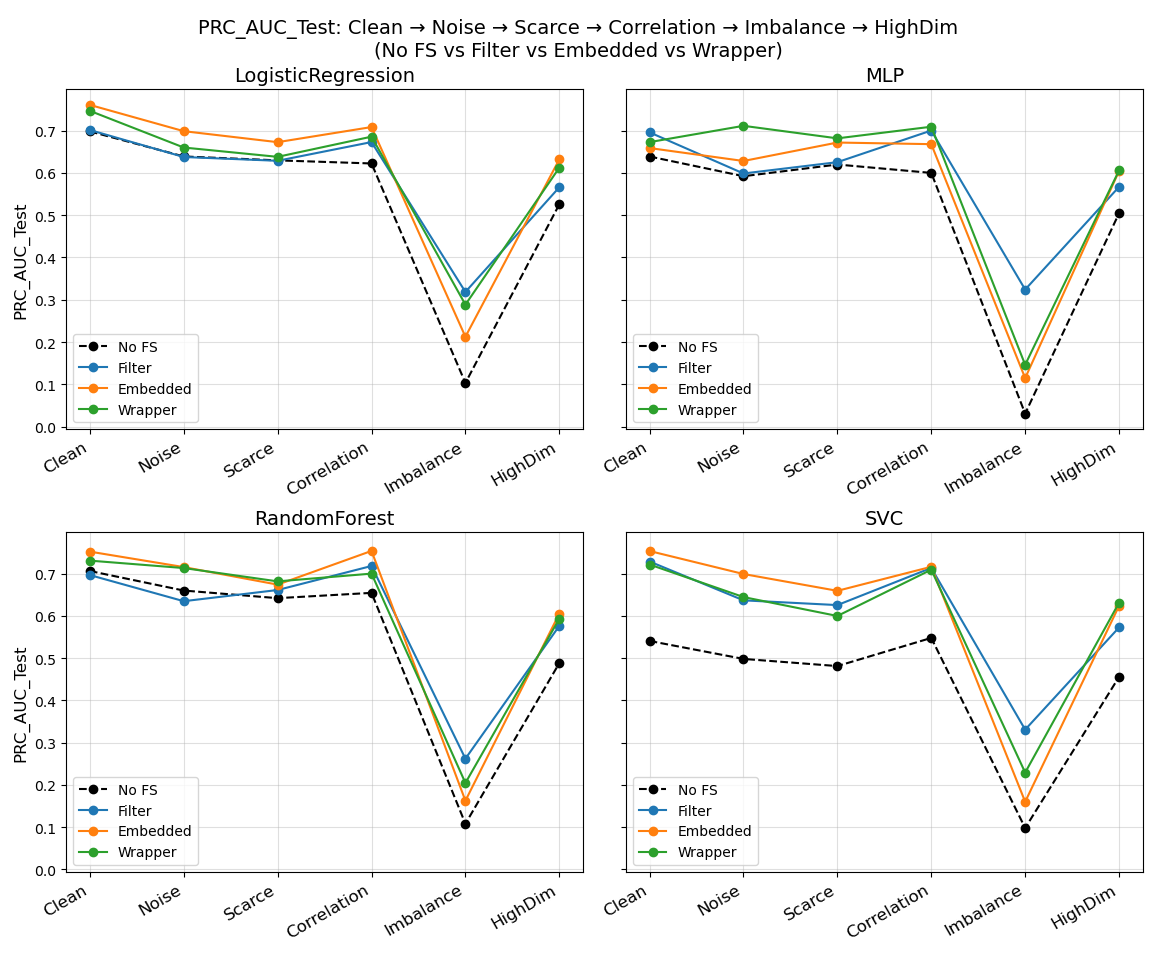 PRC_AUC_Test: Clean → Noise → Scarce → Correlation → Imbalance → HighDim
(No FS vs Filter vs Embedded vs Wrapper)
LogisticRegression
PRC_AUC_Test
0.7
0.6
0.5
0.4
0.3
0.2
0.1
0.0
No FS
Filter
Embedded
Wrapper
Clean
Noise
Scarce
Correlation
Imbalance
HighDim
MLP
No FS
Filter
Embedded
Wrapper
Clean
Noise
Scarce
Correlation
Imbalance
HighDim
RandomForest
PRC_AUC_Test
0.7
0.6
0.5
0.4
0.3
0.2
0.1
0.0
No FS
Filter
Embedded
Wrapper
Clean
Noise
Scarce
Correlation
Imbalance
HighDim
SVC
No FS
Filter
Embedded
Wrapper
Clean
Noise
Scarce
Correlation
Imbalance
HighDim